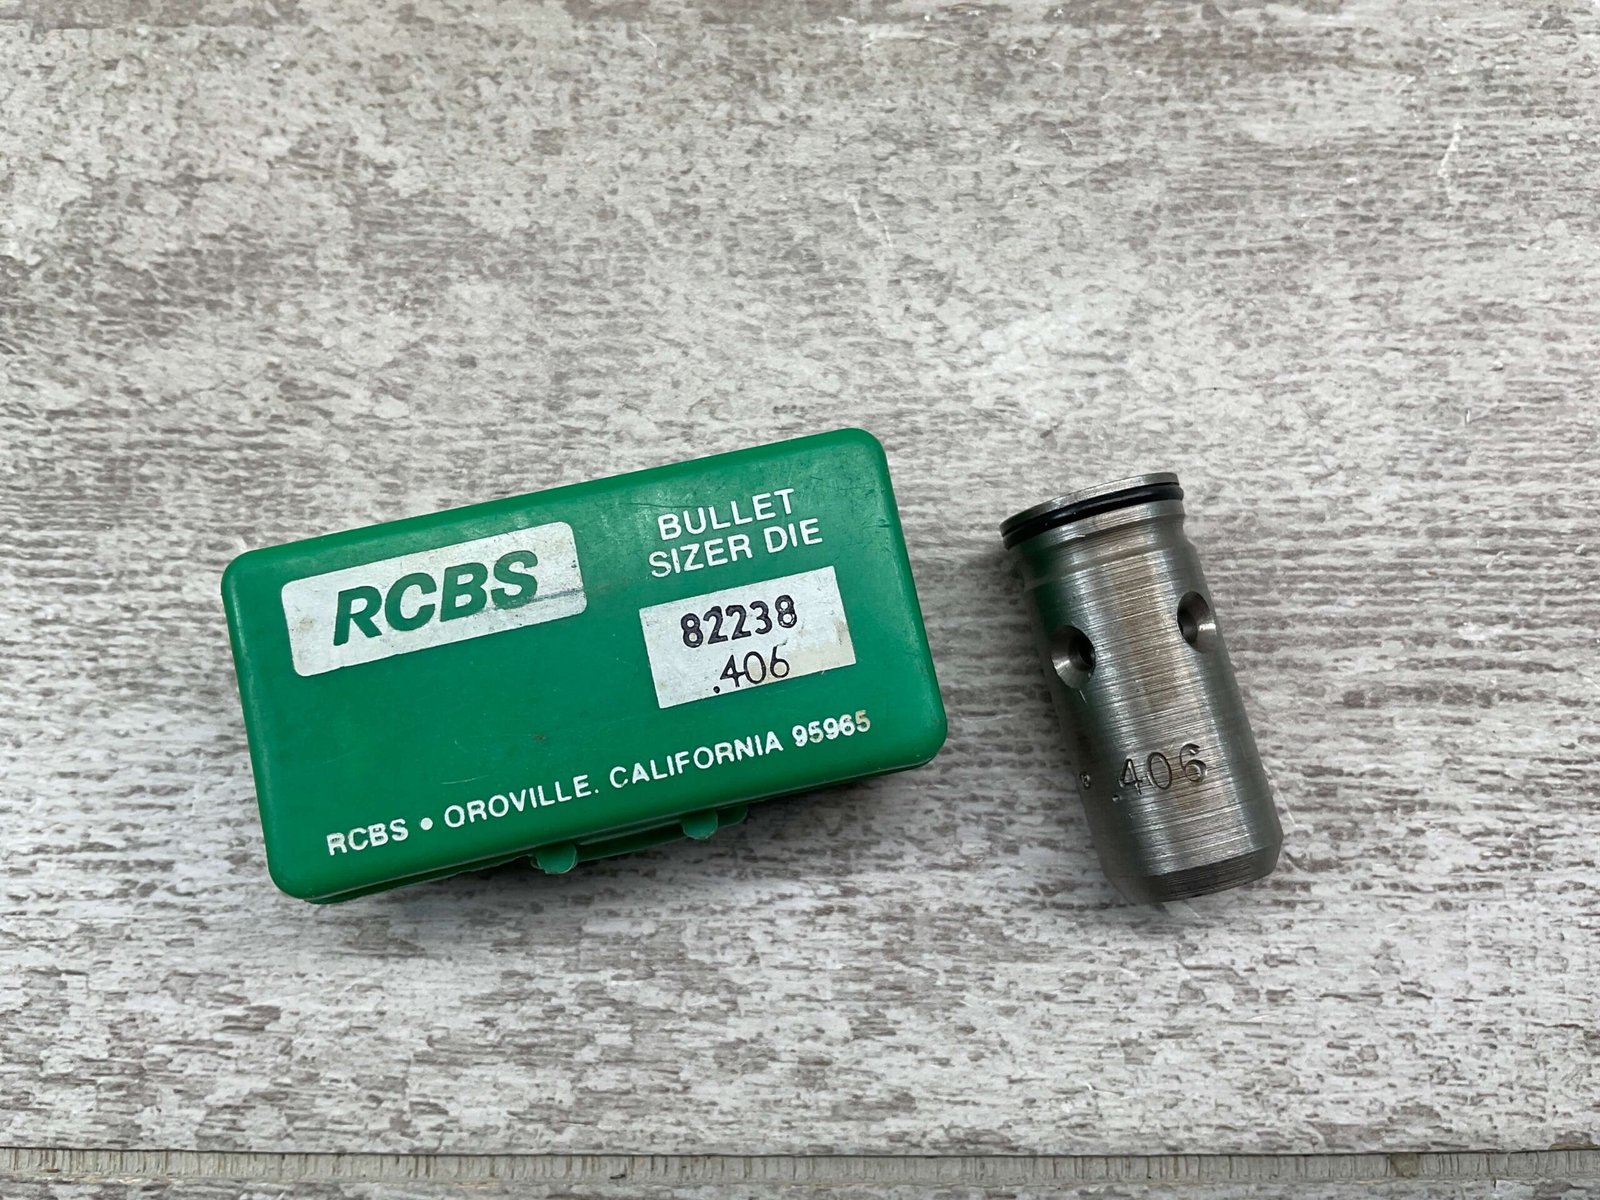 RCBS
BULLET
SIZER DIE
82238
.406
RCBS • OROVILLE. CALIFORNIA 95965
.406